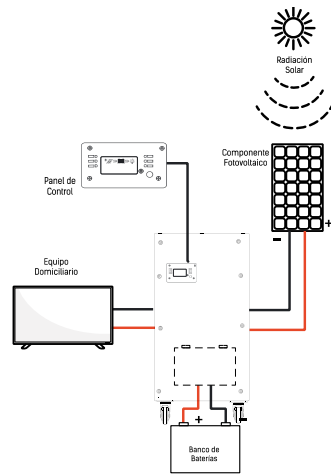 Radiación
Solar
Componente
Fotovoltaico
Panel de
Control
+
-
Equipo
Domiciliario
+
-
Banco de
Baterías